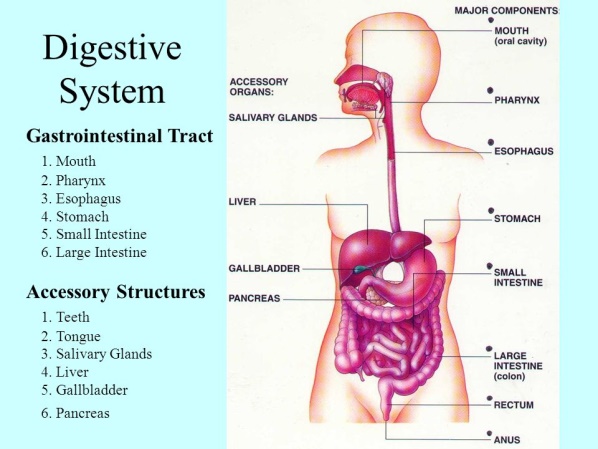 Digestive
System
Gastrointestinal Tract
1. Mouth
2. Pharynx
3. Esophagus
4. Stomach
5. Small Intestine
6. Large Intestine
Accessory Structures
1. Teeth
2. Tongue
3. Salivary Glands
4. Liver
5. Gallbladder
6. Pancreas
MAJOR COMPONENTS
MOUTH
(oral cavity)
ACCESSORY
ORGANS:
PHARYNX
SALIVARY GLANDS
ESOPHAGUS
LIVER
STOMACH
GALLBLADDER
SMALL
INTESTINE
PANCREAS
LARGE
INTESTINE
(colon)
RECTUM
ANUS